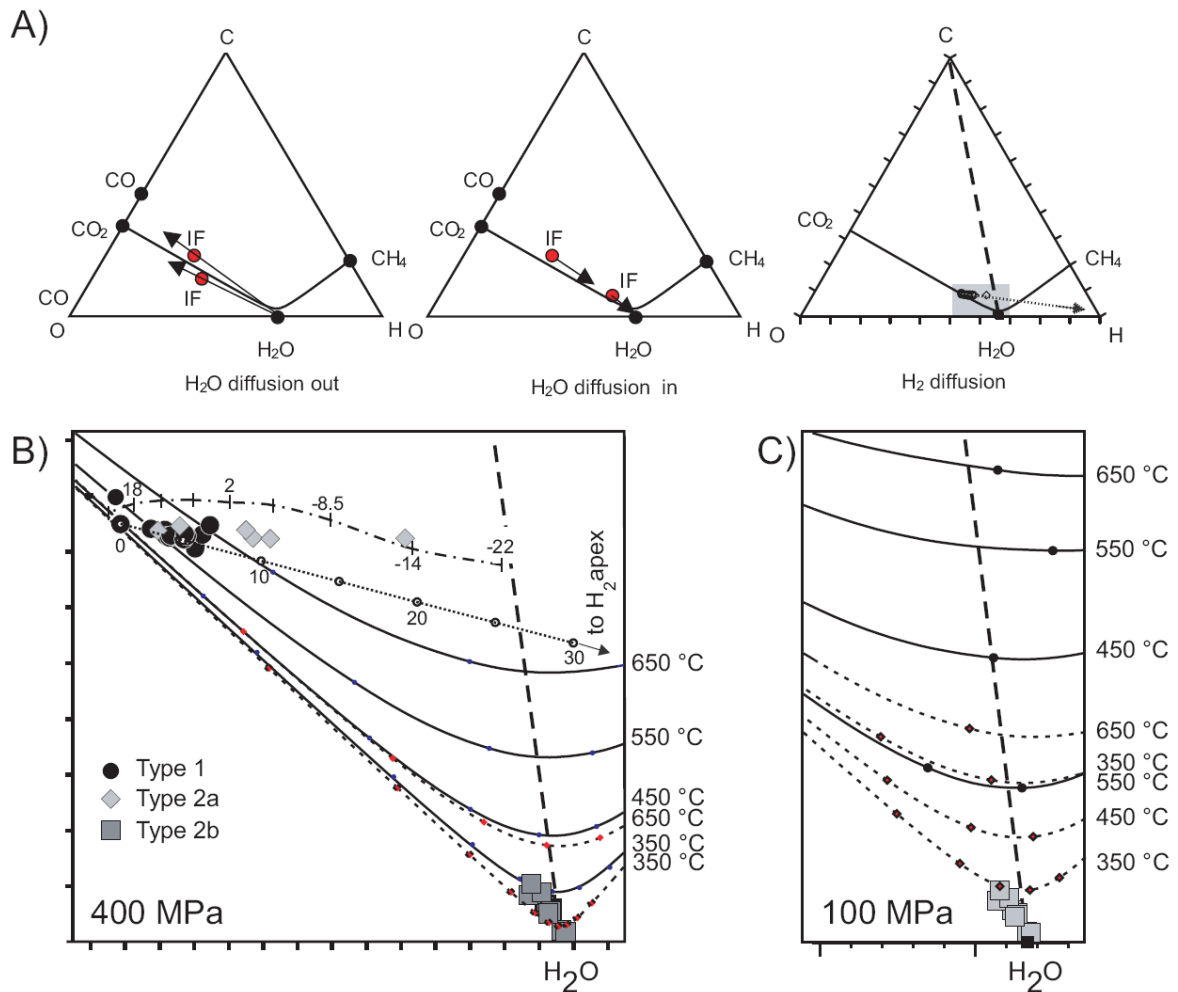 A)
C
CO
CO2
IF
IF
CH4
CO
O
H
H2O
H2O diffusion out
C
CO
CO2
IF
IF
CH4
O
H
H2O
H2O diffusion in
C
CO2
CH4
O
H
H2O
H2 diffusion
B)
18
2
-8.5
-14
-22
0
10
20
30
to H2 apex
650 °C
550 °C
450 °C
650 °C
350 °C
350 °C
Type 1
Type 2a
Type 2b
400 MPa
H2O
C)
650 °C
550 °C
450 °C
650 °C
350 °C
550 °C
450 °C
350 °C
100 MPa
H2O